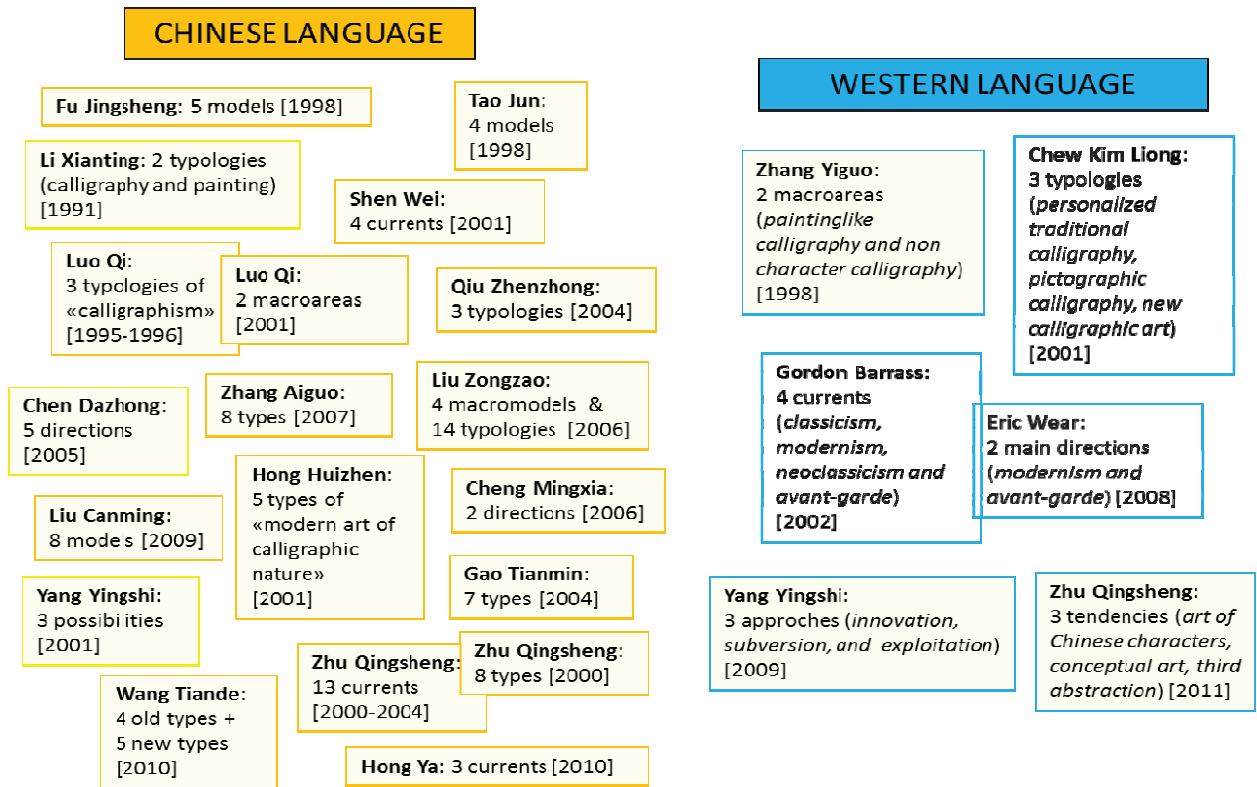 CHINESE LANGUAGE
Fu Jingsheng: 5 models [1998]
Tao Jun:
4 models
[1998]
Li Xianting: 2 typologies
(calligraphy and painting)
[1991]
Shen Wei:
4 currents [2001]
Luo Qi:
3 typologies of
«calligraphism»
[1995-1996]
Luo Qi:
2 macroareas
[2001]
Qiu Zhenzhong:
3 typologies [2004]
Chen Dazhong:
5 directions
[2005]
Zhang Aiguo:
8 types [2007]
Liu Zongzao:
4 macromodels &
14 typologies [2006]
Hong Huizhen:
5 types of
«modern art of
calligraphic
nature»
[2001]
Cheng Mingxia:
2 directions [2006]
Liu Canming:
8 models [2009]
Gao Tianmin:
7 types [2004]
Yang Yingshi:
3 possibilities
[2001]
Zhu Qingsheng:
13 currents
[2000-2004]
Zhu Qingsheng:
8 types [2000]
Wang Tiande:
4 old types +
5 new types
[2010]
Hong Ya: 3 currents [2010]
WESTERN LANGUAGE
Zhang Yiguo:
2 macroareas
(paintinglike
calligraphy and non
character calligraphy)
[1998]
Chew Kim Liong:
3 typologies
(personalized
traditional
calligraphy,
pictographic
calligraphy, new
calligraphic art)
[2001]
Gordon Barrass:
4 currents
(classicism,
modernism,
neoclassicism and
avant-garde)
[2002]
Eric Wear:
2 main directions
(modernism and
avant-garde) [2008]
Yang Yingshi:
3 approches (innovation,
subversion, and exploitation)
[2009]
Zhu Qingsheng:
3 tendencies (art of
Chinese characters,
conceptual art, third
abstraction) [2011]